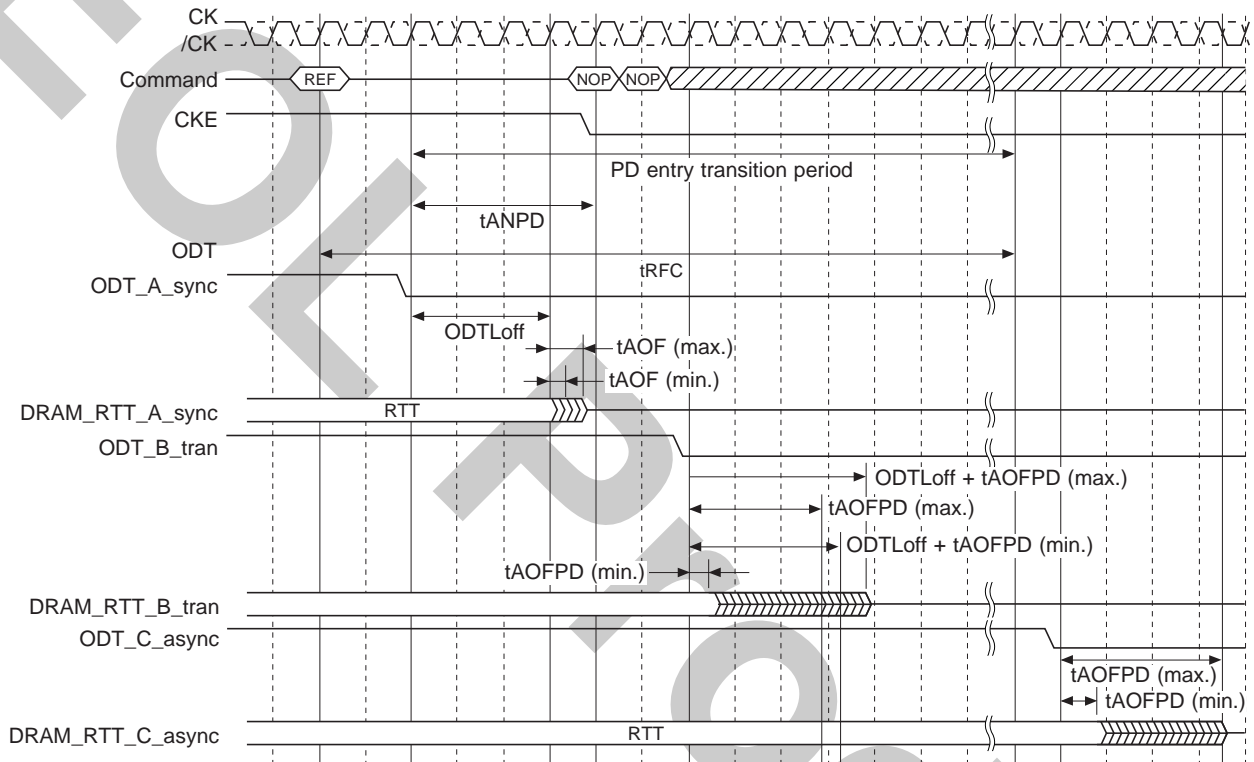 CK
/CK
Command REF NOP NOP
CKE
PD entry transition period
tANPD
ODT
tRFC
ODT_A_sync
ODTLoff
tAOF (max.)
tAOF (min.)
DRAM_RTT_A_sync RTT
ODT_B_tran
ODTLoff + tAOFPD (max.)
tAOFPD (max.)
ODTLoff + tAOFPD (min.)
tAOFPD (min.)
DRAM_RTT_B_tran
ODT_C_async
tAOFPD (max.)
tAOFPD (min.)
DRAM_RTT_C_async RTT